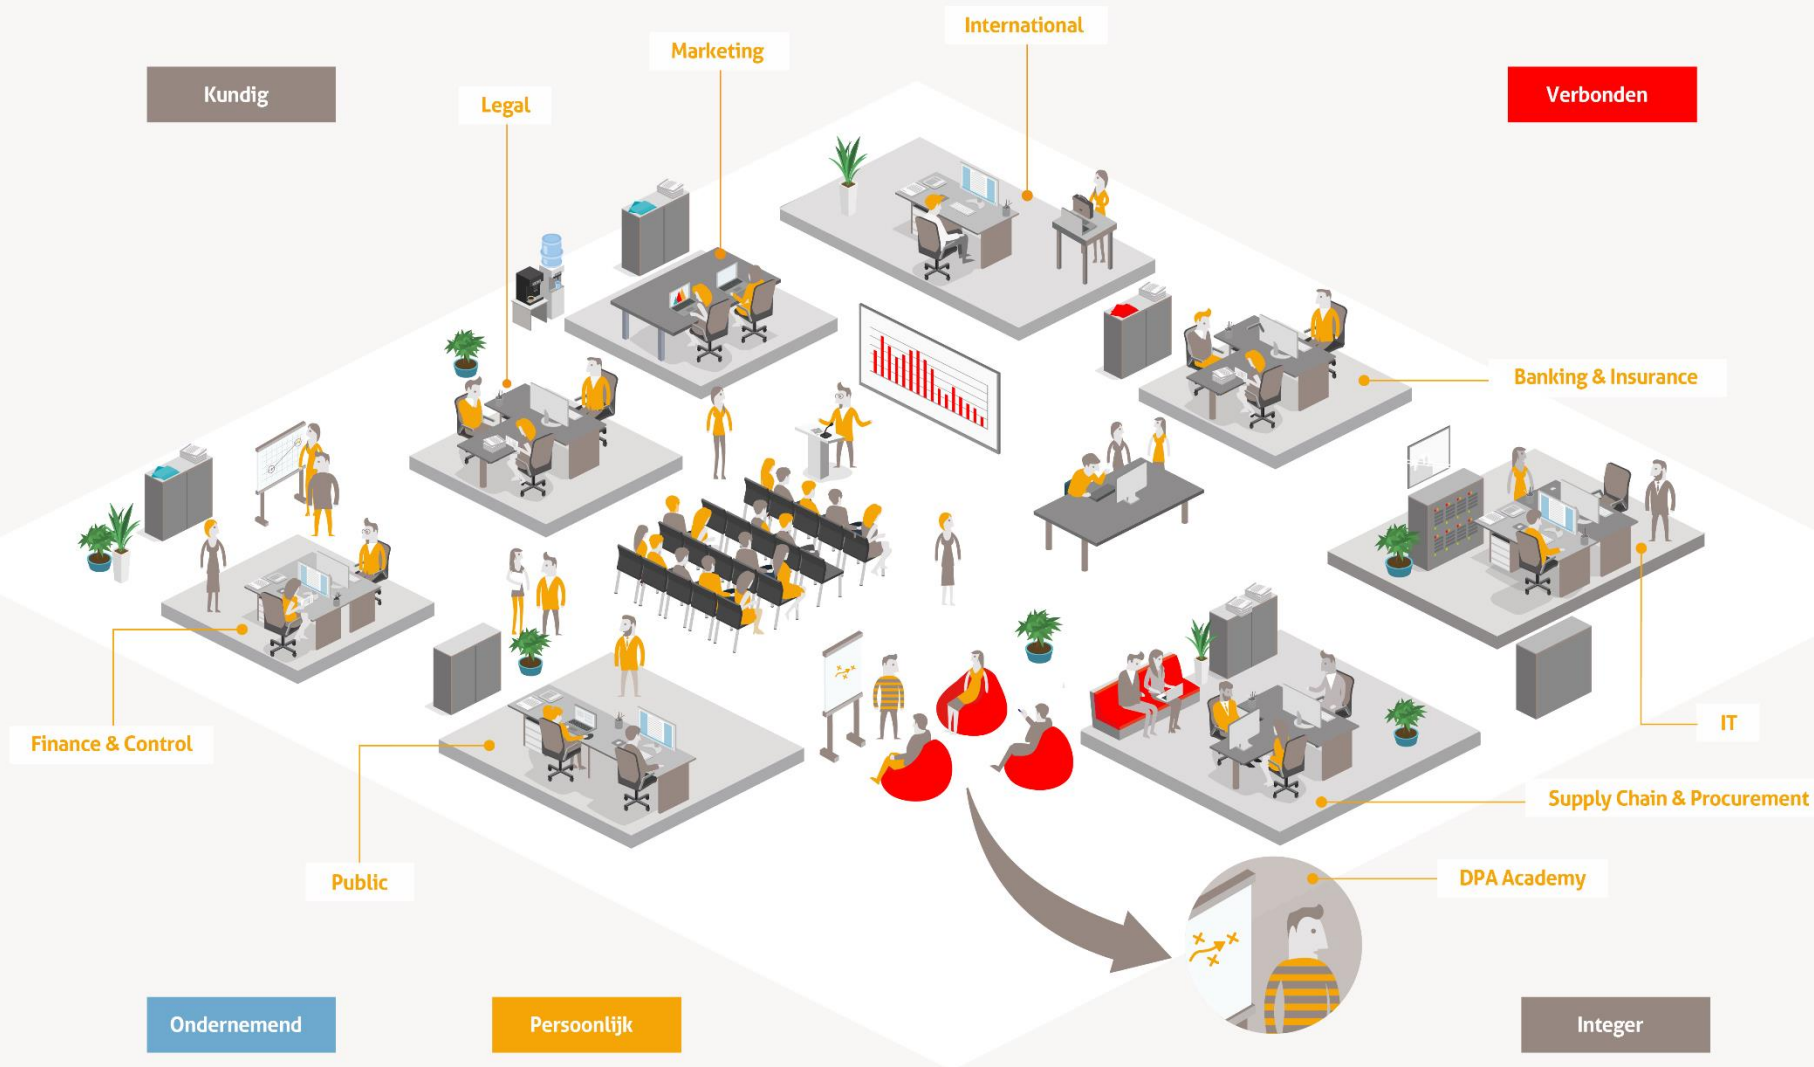 International
Marketing
Kundig
Verbonden
Legal
Banking & Insurance
IT
Finance & Control
Supply Chain & Procurement
Public
DPA Academy
Ondernemend
Persoonlijk
Integer